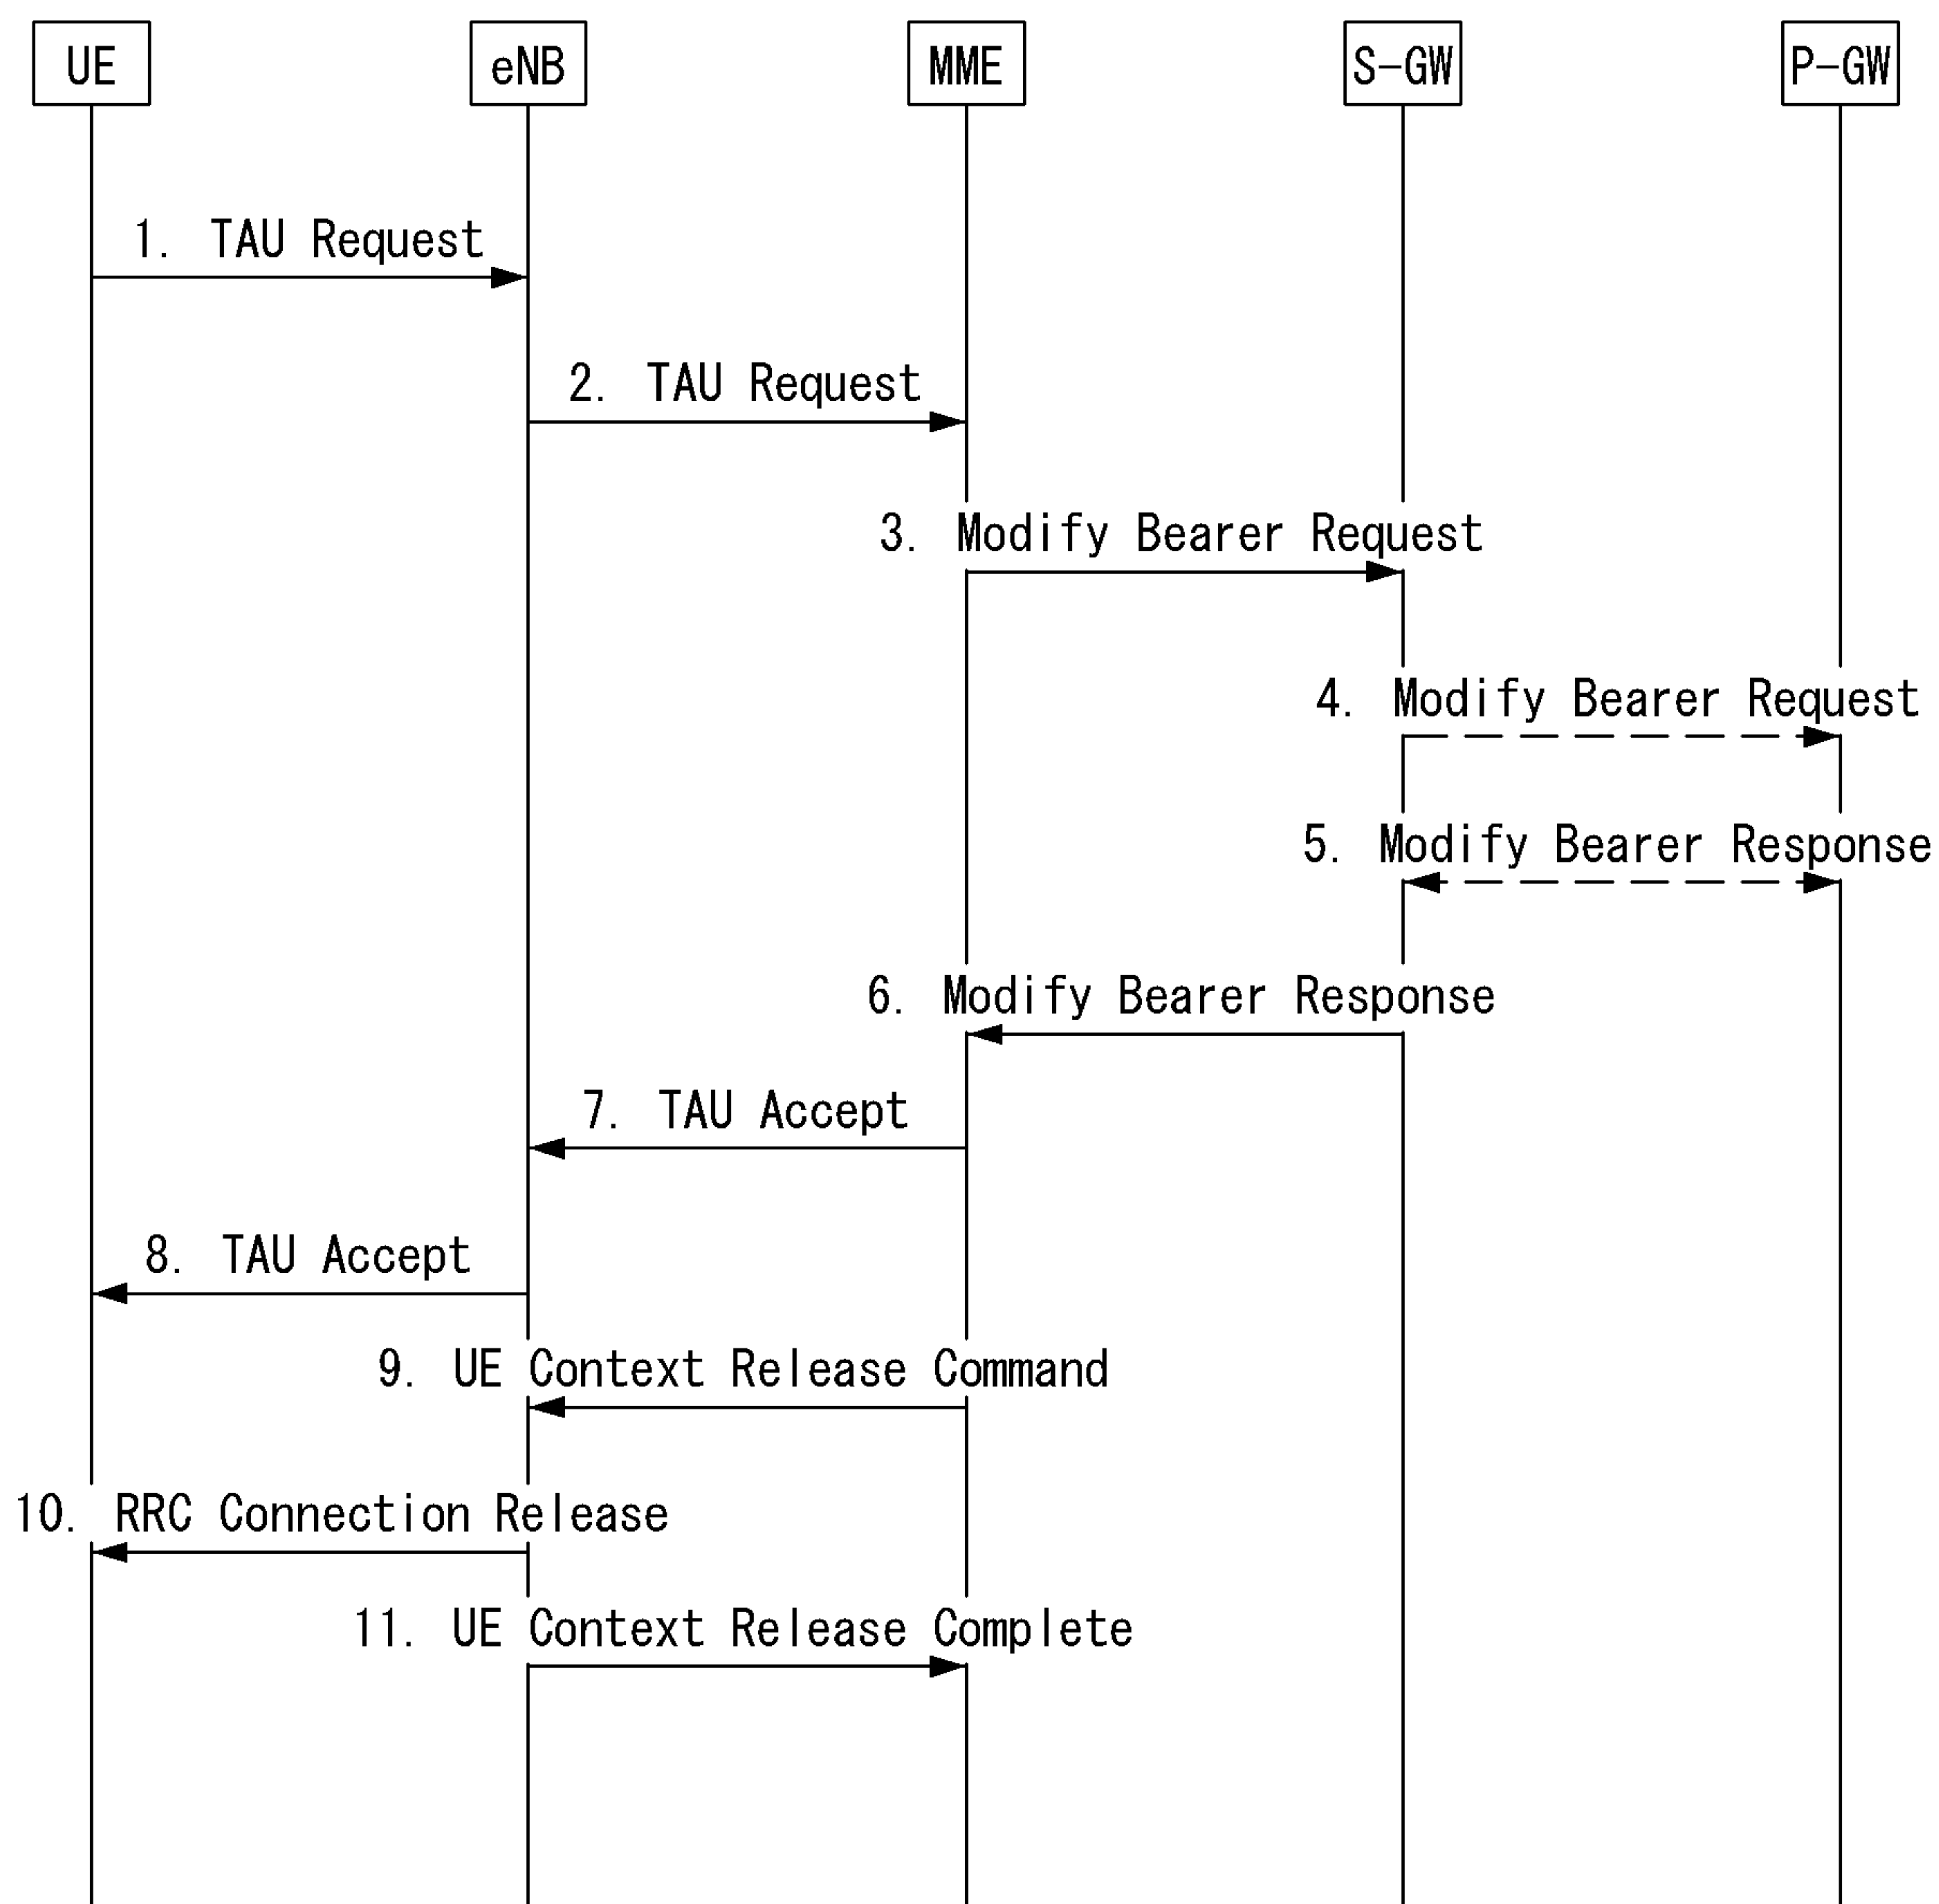 UE
eNB
MME
S-GW
P-GW
1. TAU Request
2. TAU Request
3. Modify Bearer Request
4. Modify Bearer Request
5. Modify Bearer Response
6. Modify Bearer Response
7. TAU Accept
8. TAU Accept
9. UE Context Release Command
10. RRC Connection Release
11. UE Context Release Complete